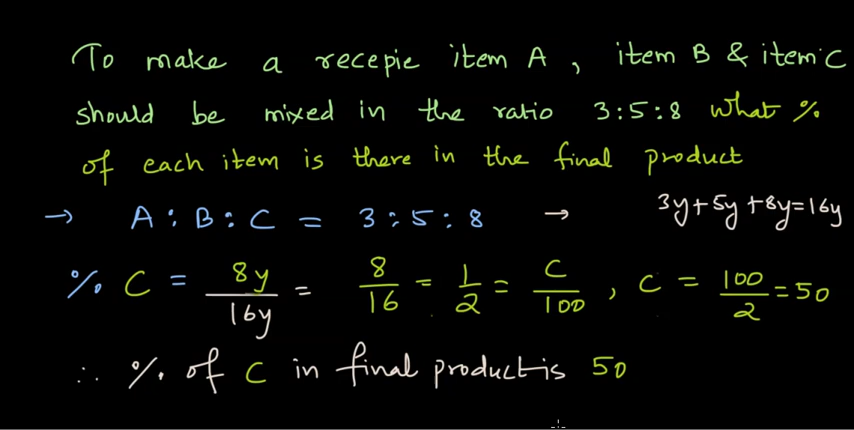 To make a recepie item A, item B & item C
should be mixed in the ratio 3:5:8 what %
of each item is there in the final product
→ A : B : C = 3 : 5 : 8 → 3y+5y+8y=16y
% C = 8y/16y = 8/16 = 1/2 = C/100, C = 100/2 = 50
∴ % of C in final product is 50